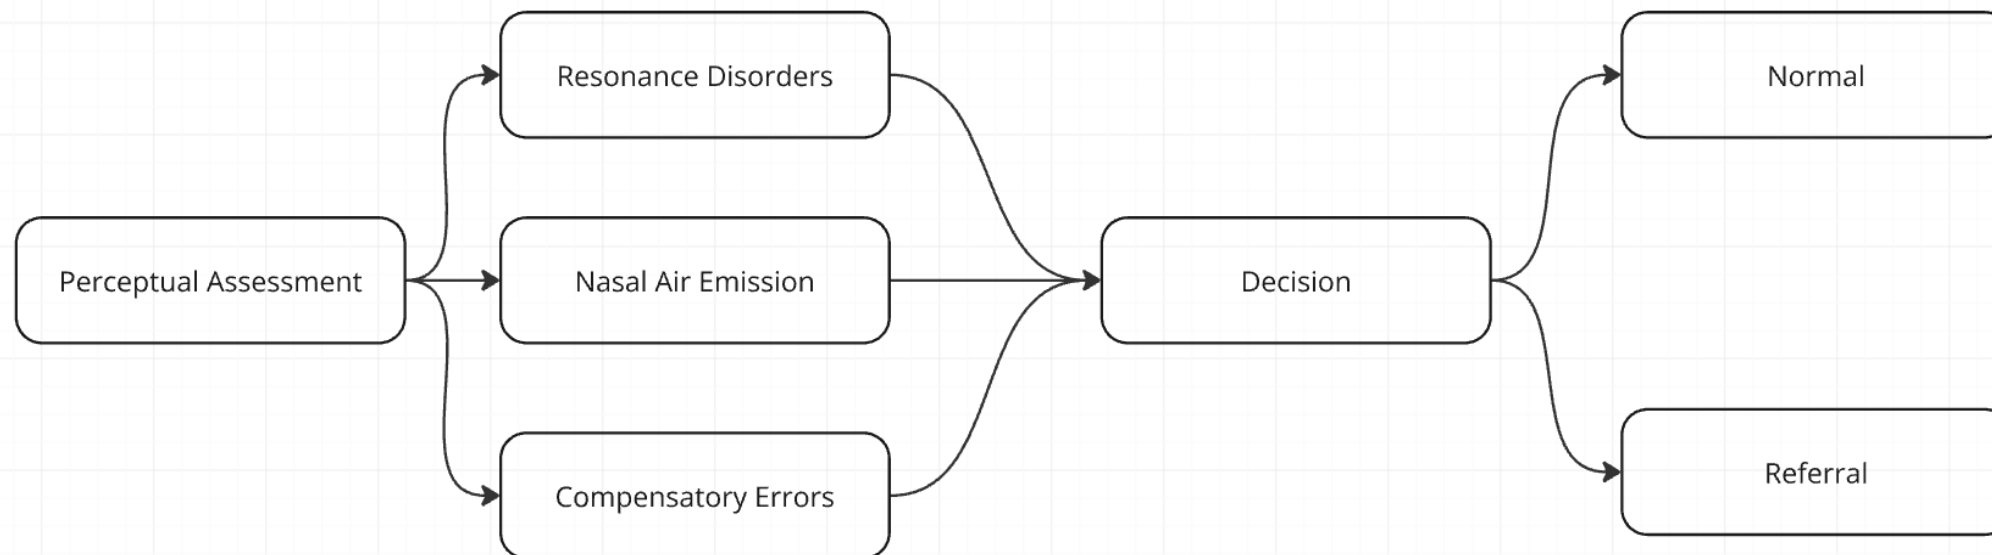 Perceptual Assessment
Resonance Disorders
Nasal Air Emission
Compensatory Errors
Decision
Normal
Referral